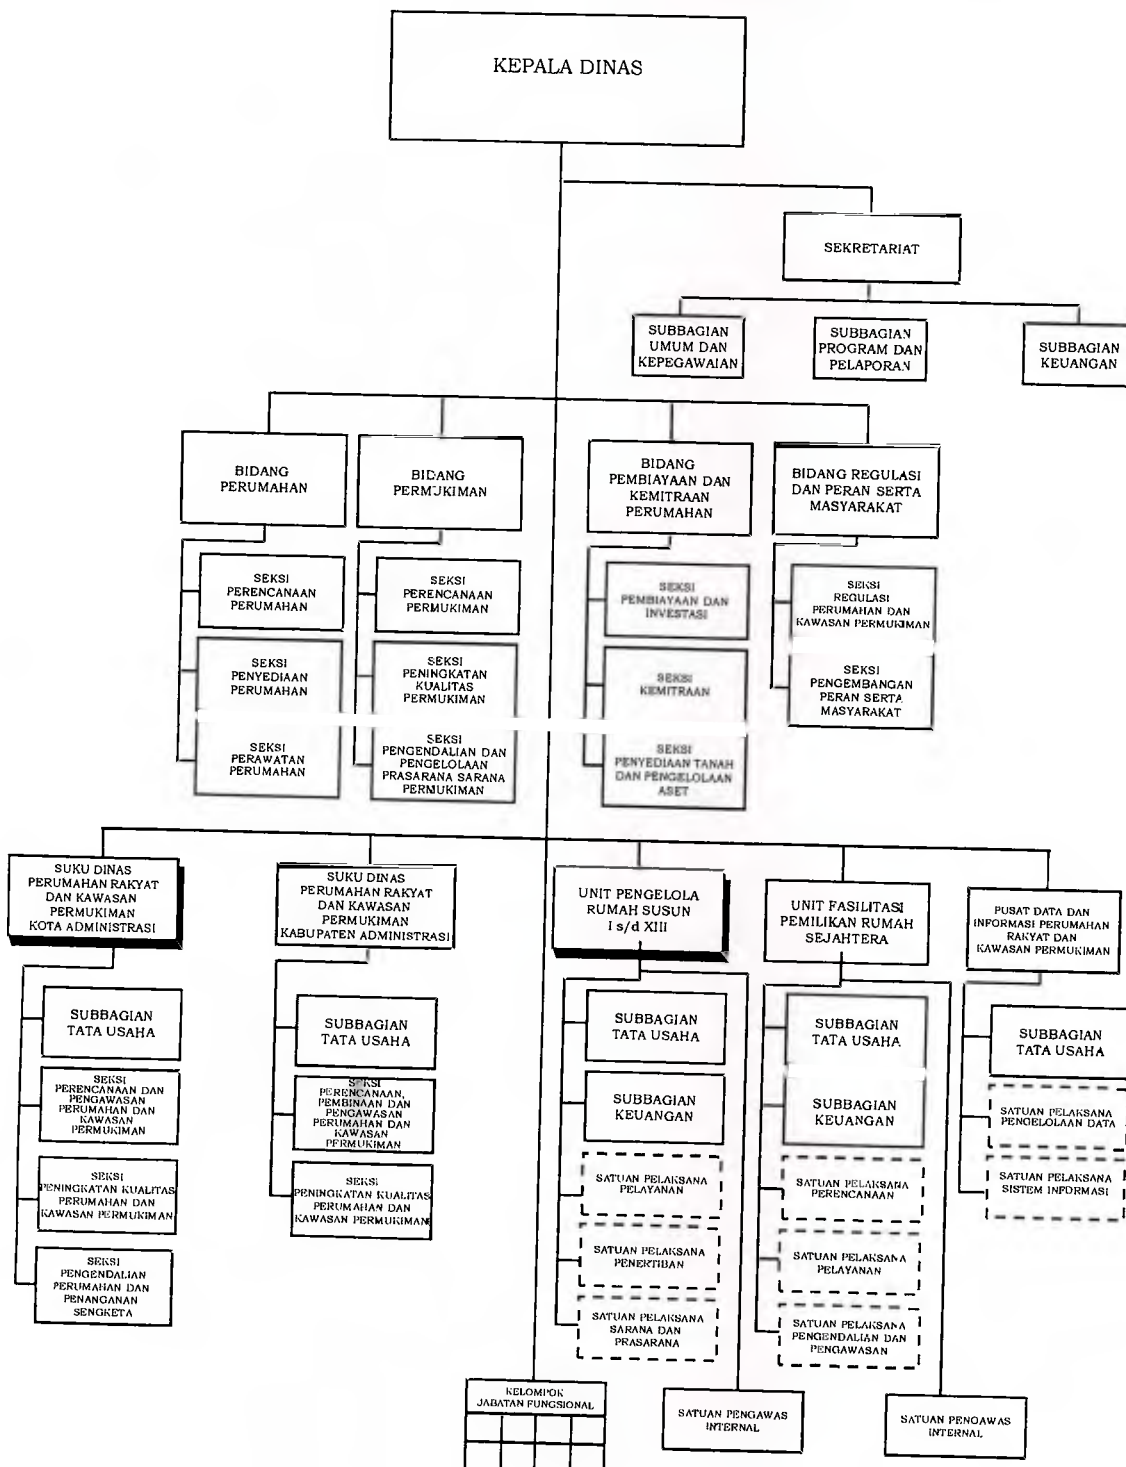 KEPALA DINAS
SEKRETARIAT
SUBBAGIAN
UMUM DAN
KEPEGAWAIAN
SUBBAGIAN
PROGRAM DAN
PELAPORAN
SUBBAGIAN
KEUANGAN
BIDANG
PERUMAHAN
BIDANG
PERMUKIMAN
BIDANG
PEMBIAYAAN DAN
KEMITRAAN
PERUMAHAN
BIDANG REGULASI
DAN PERAN SERTA
MASYARAKAT
SEKSI
PERENCANAAN
PERUMAHAN
SEKSI
PENYEDIAAN
PERUMAHAN
SEKSI
PERAWATAN
PERUMAHAN
SEKSI
PERENCANAAN
PERMUKIMAN
SEKSI
PENINGKATAN
KUALITAS
PERMUKIMAN
SEKSI
PENGENDALIAN DAN
PENGELOLAAN
PRASARANA SARANA
PERMUKIMAN
SEKSI
PEMBIAYAAN DAN
INVESTASI
SEKSI
KEMITRAAN
SEKSI
PENYEDIAAN TANAH
DAN PENGELOLAAN
ASET
SEKSI
REGULASI
PERUMAHAN DAN
KAWASAN PERMUKIMAN
SEKSI
PENGEMBANGAN
PERAN SERTA
MASYARAKAT
SUKU DINAS
PERUMAHAN RAKYAT
DAN KAWASAN
PERMUKIMAN
KOTA ADMINISTRASI
SUBBAGIAN
TATA USAHA
SEKSI
PERENCANAAN DAN
PENGAWASAN
PERUMAHAN DAN
KAWASAN
PERMUKIMAN
SEKSI
PENINGKATAN KUALITAS
PERUMAHAN DAN
KAWASAN PERMUKIMAN
SEKSI
PENGENDALIAN
PERUMAHAN DAN
PENANGANAN
SENGKETA
SUKU DINAS
PERUMAHAN RAKYAT
DAN KAWASAN
PERMUKIMAN
KABUPATEN ADMINISTRASI
SUBBAGIAN
TATA USAHA
SEKSI
PERENCANAAN,
PEMBINAAN DAN
PENGAWASAN
PERUMAHAN DAN
KAWASAN
PERMUKIMAN
SEKSI
PENINGKATAN KUALITAS
PERUMAHAN DAN
KAWASAN PERMUKIMAN
UNIT PENGELOLA
RUMAH SUSUN
I s/d XIII
SUBBAGIAN
TATA USAHA
SUBBAGIAN
KEUANGAN
SATUAN PELAKSANA
PELAYANAN
SATUAN PELAKSANA
PENERTIBAN
SATUAN PELAKSANA
SARANA DAN
PRASARANA
UNIT FASILITASI
PEMILIKAN RUMAH
SEJAHTERA
SUBBAGIAN
TATA USAHA
SUBBAGIAN
KEUANGAN
SATUAN PELAKSANA
PERENCANAAN
SATUAN PELAKSANA
PELAYANAN
SATUAN PELAKSANA
PENGENDALIAN DAN
PENGAWASAN
PUSAT DATA DAN
INFORMASI PERUMAHAN
RAKYAT DAN
KAWASAN PERMUKIMAN
SUBBAGIAN
TATA USAHA
SATUAN PELAKSANA
PENGELOLAAN DATA
SATUAN PELAKSANA
SISTEM INFORMASI
KELOMPOK
JABATAN FUNGSIONAL
SATUAN PENGAWAS
INTERNAL
SATUAN PENGAWAS
INTERNAL